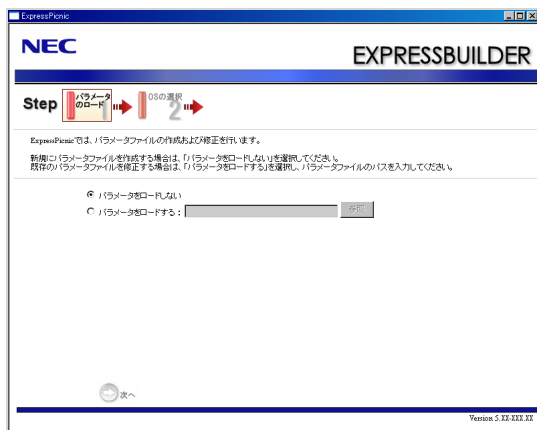 ExpressPicnic
NEC
EXPRESSBUILDER
Step パラメータのロード 1 OSの選択 2
ExpressPicnicでは、パラメータファイルの作成および修正を行います。
新規にパラメータファイルを作成する場合は、「パラメータをロードしない」を選択してください。
既存のパラメータファイルを修正する場合は、「パラメータをロードする」を選択し、パラメータファイルのパスを入力してください。
パラメータをロードしない
パラメータをロードする： 参照
次へ
Version 5.XX-XXX.XX